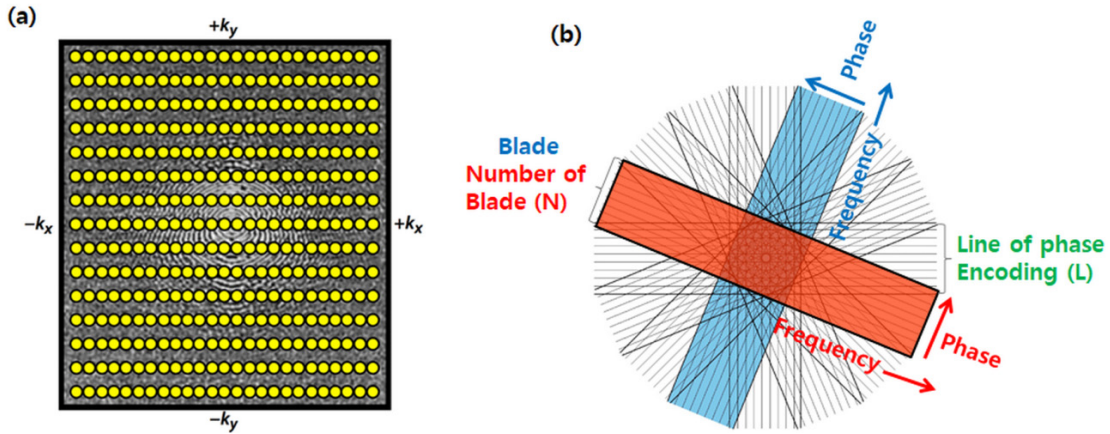 (a)
+ky
−kx
+kx
−ky
(b)
Phase
Frequency
Blade
Number of
Blade (N)
Line of phase
Encoding (L)
Frequency
Phase